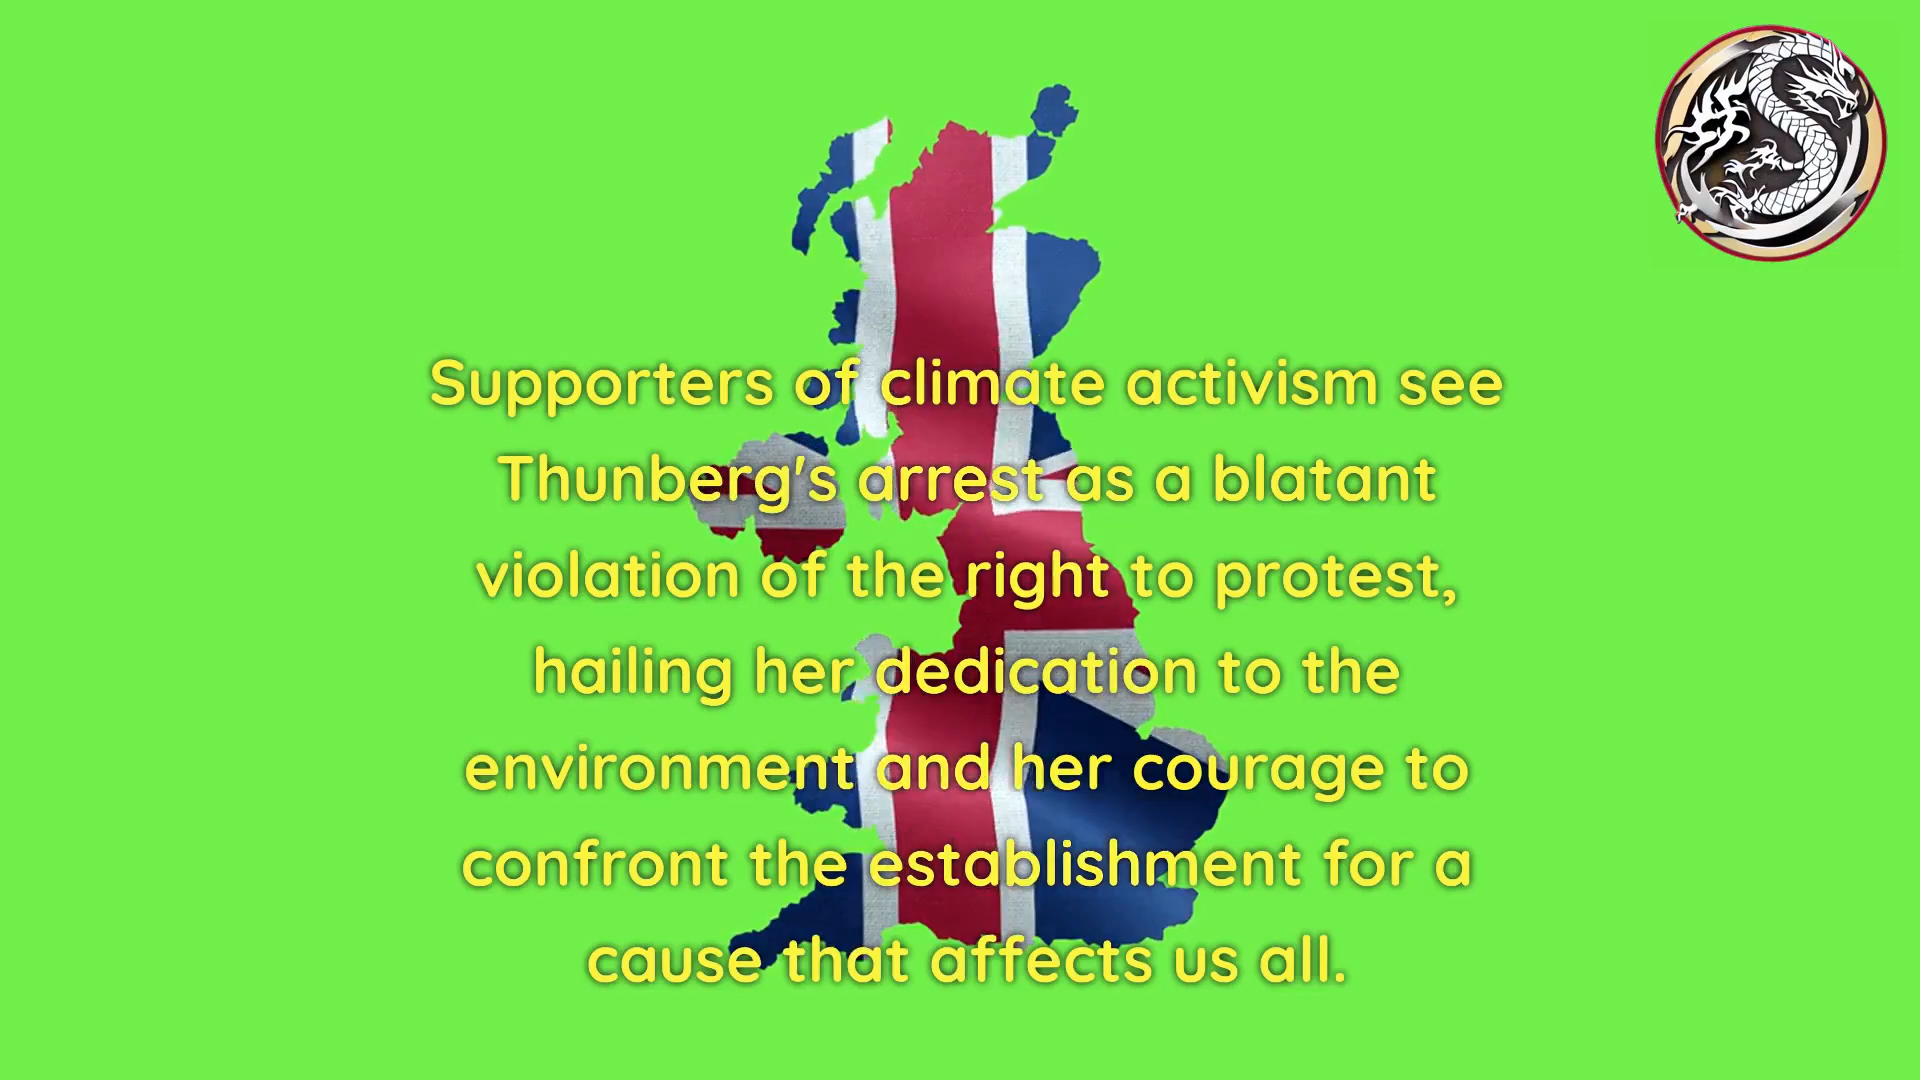 Supporters of climate activism see
Thunberg's arrest as a blatant
violation of the right to protest,
hailing her dedication to the
environment and her courage to
confront the establishment for a
cause that affects us all.